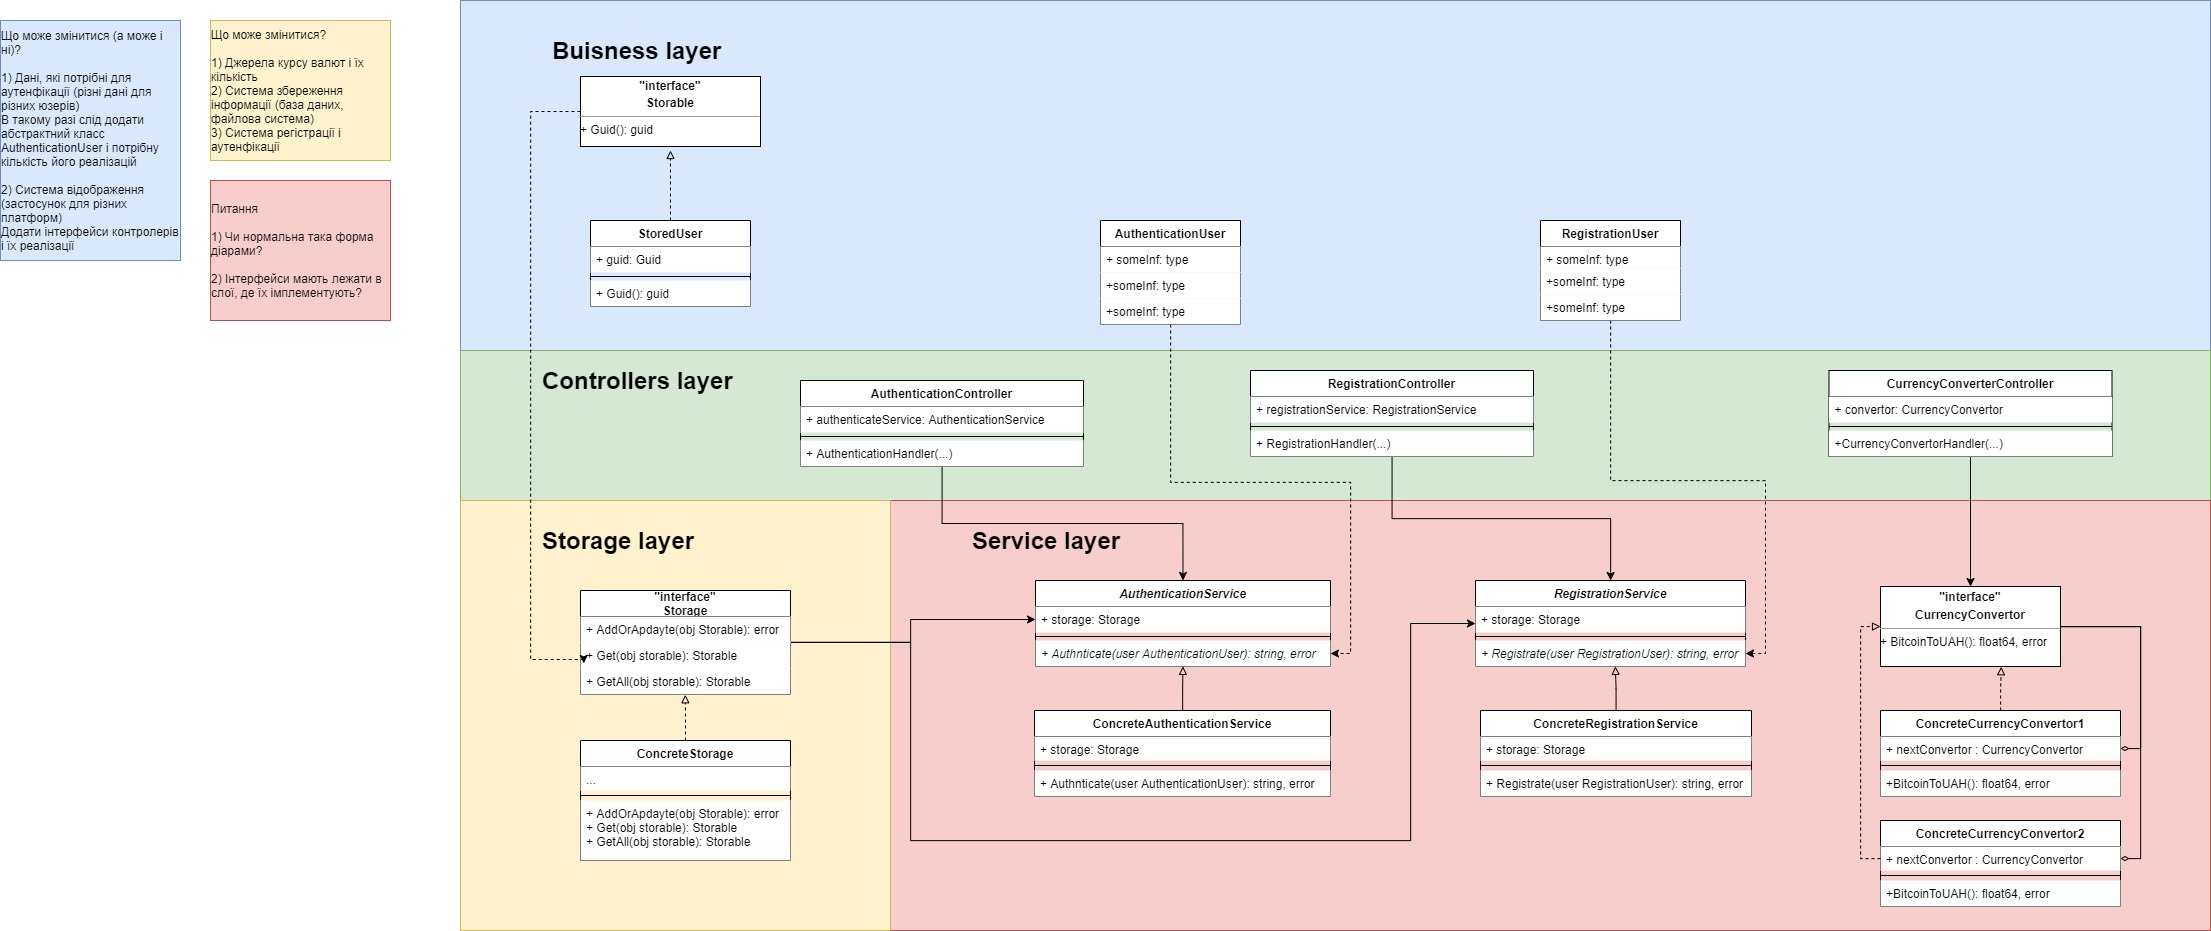 Що може змінитися (а може і
ні)?
1) Дані, які потрібні для
аутенфікації (різні дані для
різних юзерів)
В такому разі слід додати
абстрактний класс
AuthenticationUser і потрібну
кількість його реалізацій
2) Система відображення
(застосунок для різних
платформ)
Додати інтерфейси контролерів
і їх реалізації
Що може змінитися?
1) Джерела курсу валют і їх
кількість
2) Система збереження
інформації (база даних,
файлова система)
3) Система регістрації і
аутенфікації
Питання
1) Чи нормальна така форма
діарами?
2) Інтерфейси мають лежати в
слої, де їх імплементують?
Buisness layer
"interface"
Storable
+ Guid(): guid
StoredUser
+ guid: Guid
+ Guid(): guid
AuthenticationUser
+ someInf: type
+someInf: type
+someInf: type
RegistrationUser
+ someInf: type
+someInf: type
+someInf: type
Controllers layer
AuthenticationController
+ authenticateService: AuthenticationService
+ AuthenticationHandler(...)
RegistrationController
+ registrationService: RegistrationService
+ RegistrationHandler(...)
CurrencyConverterController
+ convertor: CurrencyConvertor
+CurrencyConvertorHandler(...)
Storage layer
"interface"
Storage
+ AddOrApdayte(obj Storable): error
+ Get(obj storable): Storable
+ GetAll(obj storable): Storable
ConcreteStorage
...
+ AddOrApdayte(obj Storable): error
+ Get(obj storable): Storable
+ GetAll(obj storable): Storable
Service layer
AuthenticationService
+ storage: Storage
+ Authnticate(user AuthenticationUser): string, error
ConcreteAuthenticationService
+ storage: Storage
+ Authnticate(user AuthenticationUser): string, error
RegistrationService
+ storage: Storage
+ Registrate(user RegistrationUser): string, error
ConcreteRegistrationService
+ storage: Storage
+ Registrate(user RegistrationUser): string, error
"interface"
CurrencyConvertor
+ BitcoinToUAH(): float64, error
ConcreteCurrencyConvertor1
+ nextConvertor : CurrencyConvertor
+BitcoinToUAH(): float64, error
ConcreteCurrencyConvertor2
+ nextConvertor : CurrencyConvertor
+BitcoinToUAH(): float64, error